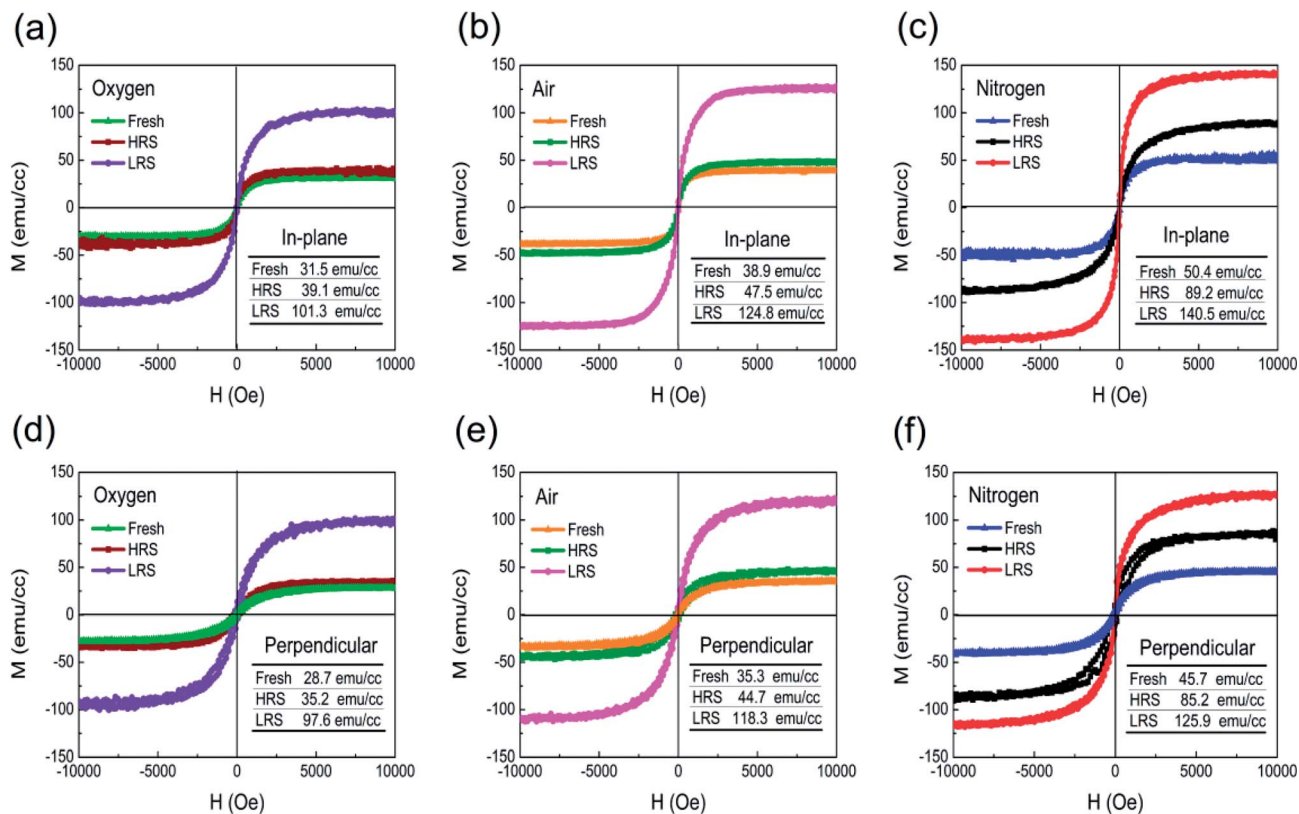 (a)
Oxygen
Fresh
HRS
LRS
In-plane
Fresh 31.5 emu/cc
HRS 39.1 emu/cc
LRS 101.3 emu/cc
150
100
50
0
-50
-100
-150
M (emu/cc)
-10000 -5000 0 5000 10000
H (Oe)
(b)
Air
Fresh
HRS
LRS
In-plane
Fresh 38.9 emu/cc
HRS 47.5 emu/cc
LRS 124.8 emu/cc
150
100
50
0
-50
-100
-150
M (emu/cc)
-10000 -5000 0 5000 10000
H (Oe)
(c)
Nitrogen
Fresh
HRS
LRS
In-plane
Fresh 50.4 emu/cc
HRS 89.2 emu/cc
LRS 140.5 emu/cc
150
100
50
0
-50
-100
-150
M (emu/cc)
-10000 -5000 0 5000 10000
H (Oe)
(d)
Oxygen
Fresh
HRS
LRS
Perpendicular
Fresh 28.7 emu/cc
HRS 35.2 emu/cc
LRS 97.6 emu/cc
150
100
50
0
-50
-100
-150
M (emu/cc)
-10000 -5000 0 5000 10000
H (Oe)
(e)
Air
Fresh
HRS
LRS
Perpendicular
Fresh 35.3 emu/cc
HRS 44.7 emu/cc
LRS 118.3 emu/cc
150
100
50
0
-50
-100
-150
M (emu/cc)
-10000 -5000 0 5000 10000
H (Oe)
(f)
Nitrogen
Fresh
HRS
LRS
Perpendicular
Fresh 45.7 emu/cc
HRS 85.2 emu/cc
LRS 125.9 emu/cc
150
100
50
0
-50
-100
-150
M (emu/cc)
-10000 -5000 0 5000 10000
H (Oe)